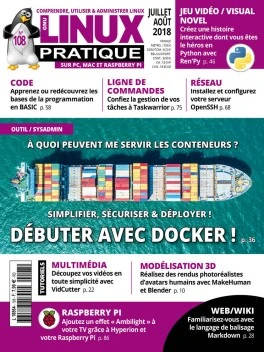 COMPRENDRE, UTILISER & ADMINISTRER LINUX
N° 108
GNU
LINUX
PRATIQUE
SUR PC, MAC ET RASPBERRY PI
JUILLET
AOÛT
2018
JEU VIDÉO / VISUAL
NOVEL
Créez une histoire
interactive dont vous êtes
le héros en
Python avec
Ren'Py p. 46
CODE
Apprenez ou redécouvrez les
bases de la programmation
en BASIC p. 58
LIGNE DE
COMMANDES
Confiez la gestion de vos
tâches à Taskwarrior p. 75
RÉSEAU
Installez et configurez
votre serveur
OpenSSH p. 68
OUTIL / SYSADMIN
À QUOI PEUVENT ME SERVIR LES CONTENEURS ?
SIMPLIFIER, SÉCURISER & DÉPLOYER !
DÉBUTER AVEC DOCKER ! p. 36
TUTORIELS
MULTIMÉDIA
Découpez vos vidéos
en toute simplicité avec
VidCutter p. 22
MODÉLISATION 3D
Réalisez des rendus photoréalistes
d'avatars humains avec MakeHuman
et Blender p. 10
RASPBERRY PI
Ajoutez un effet « Ambilight » à
votre TV grâce à Hyperion et
votre Raspberry Pi p. 86
WEB/WIKI
Familiarisez-vous avec
le langage de balisage
Markdown p. 28